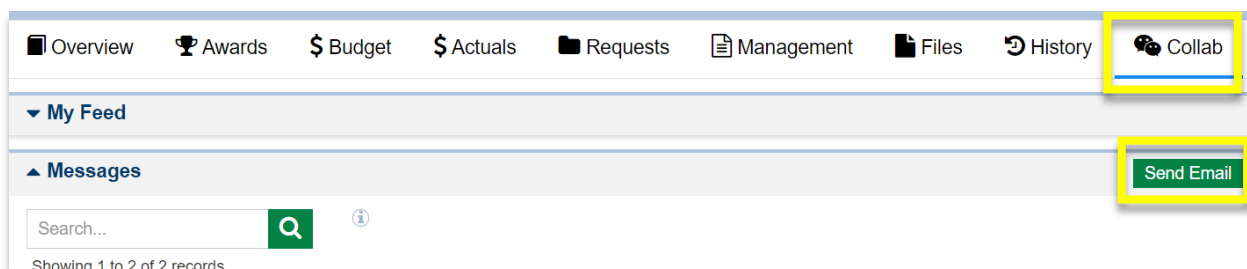 Overview Awards $ Budget $ Actuals Requests Management Files History Collab
My Feed
Messages Send Email
Search...
Showing 1 to 2 of 2 records